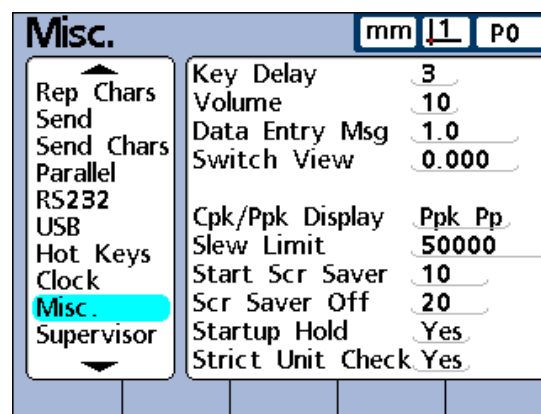 Misc.
mm 1 P0
Rep Chars
Send
Send Chars
Parallel
RS232
USB
Hot Keys
Clock
Misc.
Supervisor
Key Delay 3
Volume 10
Data Entry Msg 1.0
Switch View 0.000
Cpk/Ppk Display Ppk Pp
Slew Limit 50000
Start Scr Saver 10
Scr Saver Off 20
Startup Hold Yes
Strict Unit Check Yes